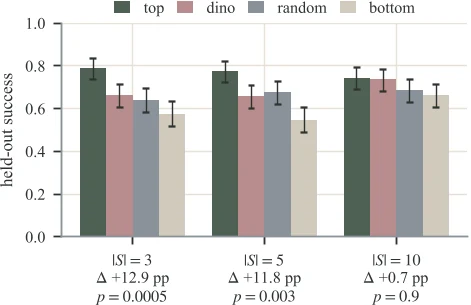 top dino random bottom
1.0
0.8
0.6
0.4
0.2
0.0
held-out success
|S| = 3 |S| = 5 |S| = 10
Δ +12.9 pp Δ +11.8 pp Δ +0.7 pp
p = 0.0005 p = 0.003 p = 0.9